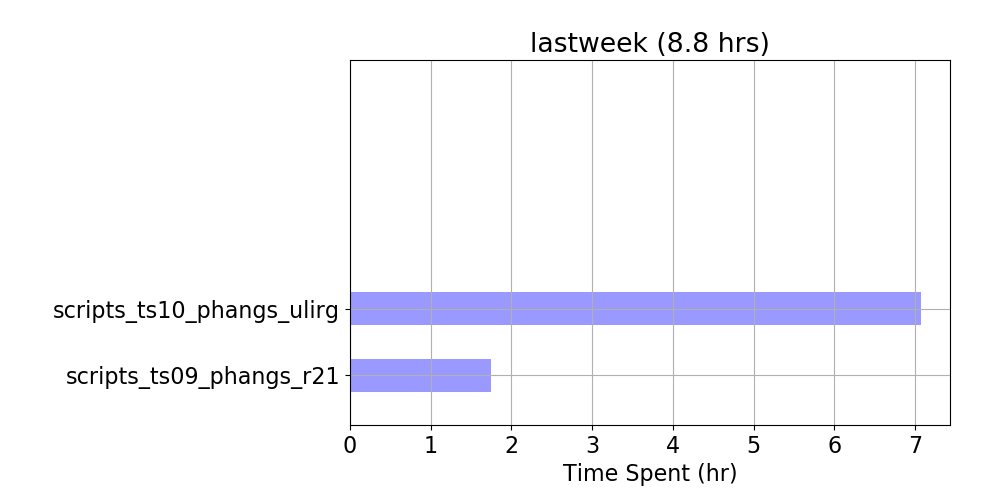 lastweek (8.8 hrs)
scripts_ts10_phangs_ulirg
scripts_ts09_phangs_r21
0 1 2 3 4 5 6 7
Time Spent (hr)